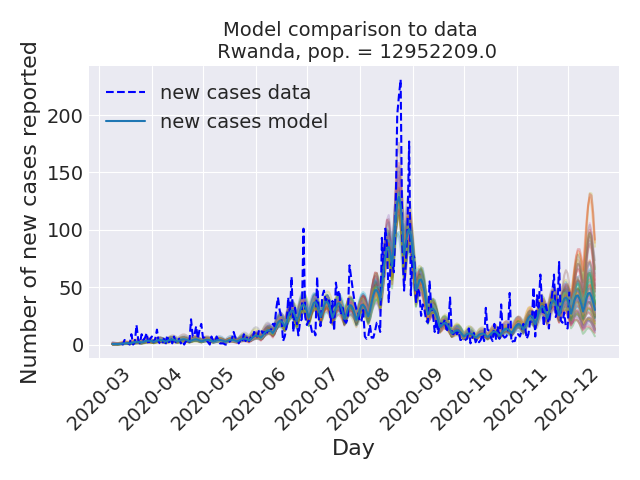 Model comparison to data
Rwanda, pop. = 12952209.0
Number of new cases reported
200
150
100
50
0
new cases data
new cases model
2020-03
2020-04
2020-05
2020-06
2020-07
2020-08
2020-09
2020-10
2020-11
2020-12
Day